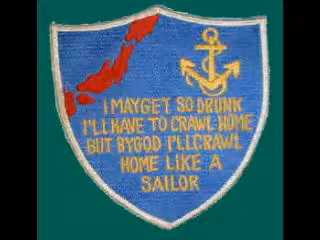 I MAYGET SO DRUNK
I'LL HAVE TO CRAWL HOME
BUT BYGOD I'LLCRAWL
HOME LIKE A
SAILOR